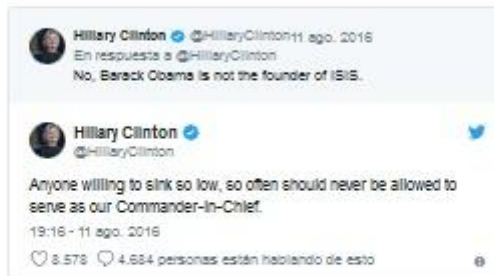 Hillary Clinton @HillaryClinton 11 ago. 2016
En respuesta a @HillaryClinton
No, Barack Obama is not the founder of ISIS.
Hillary Clinton
@HillaryClinton
Anyone willing to sink so low, so often should never be allowed to
serve as our Commander-in-Chief.
19:16 - 11 ago. 2016
8.578 4.684 personas están hablando de esto